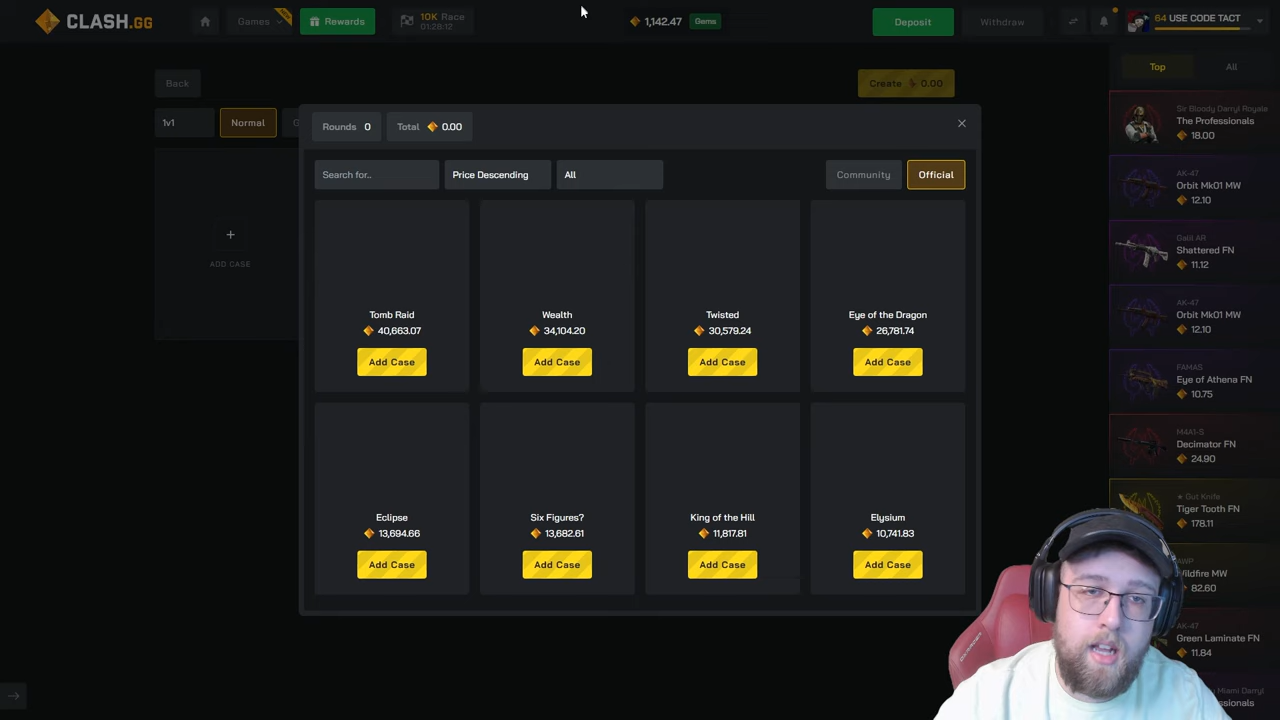 CLASH.GG
Games
Rewards
10K Race
01:28:12
1,142.47
Gems
Deposit
Withdraw
64 USE CODE TACT
Back
Create 0.00
1v1
Normal
ADD CASE
Rounds 0
Total 0.00
Search for..
Price Descending
All
Community
Official
Tomb Raid
40,663.07
Add Case
Wealth
34,104.20
Add Case
Twisted
30,579.24
Add Case
Eye of the Dragon
26,781.74
Add Case
Eclipse
13,694.66
Add Case
Six Figures?
13,682.61
Add Case
King of the Hill
11,817.81
Add Case
Elysium
10,741.83
Add Case
Top
All
Sir Bloody Darryl Royale
The Professionals
18.00
AK-47
Orbit Mk01 MW
12.10
Galil AR
Shattered FN
11.12
AK-47
Orbit Mk01 MW
12.10
FAMAS
Eye of Athena FN
10.75
M4A1-S
Decimator FN
24.90
★ Gut Knife
Tiger Tooth FN
178.11
AWP
Wildfire MW
82.60
AK-47
Green Laminate FN
11.84
Miami Darryl